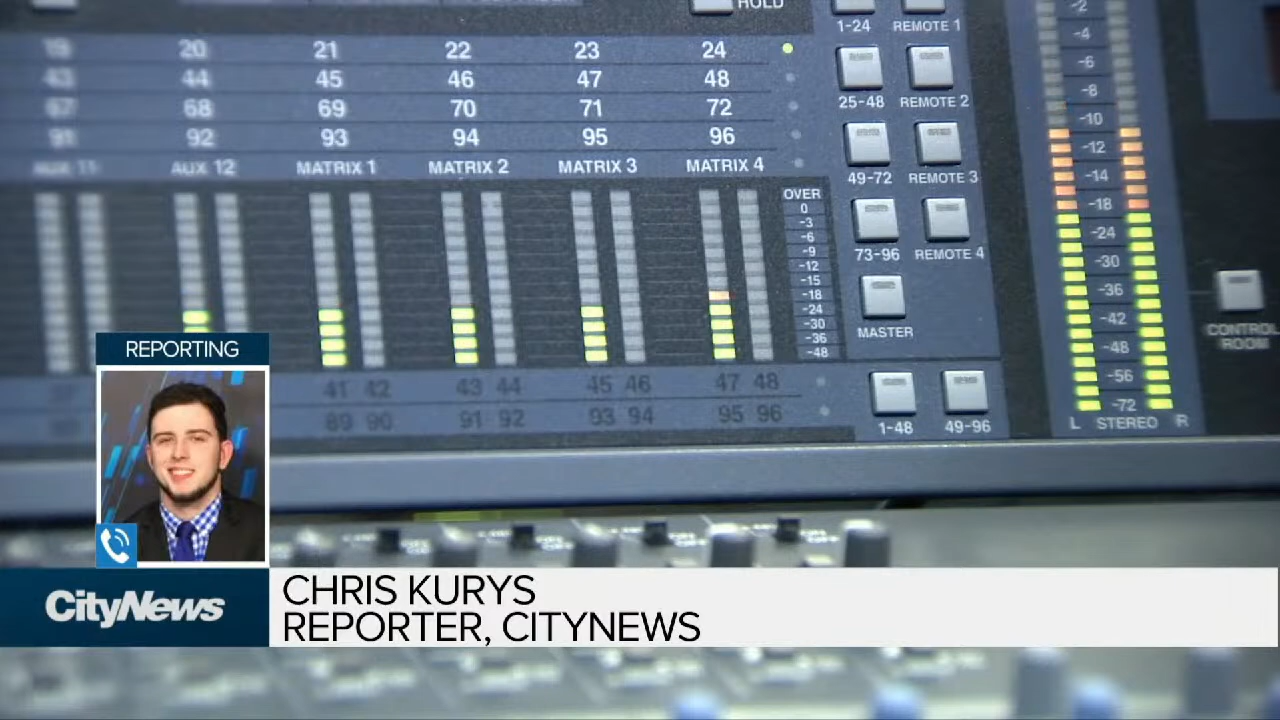 HOLD
1-24 REMOTE 1
19 20 21 22 23 24
43 44 45 46 47 48
67 68 69 70 71 72
91 92 93 94 95 96
AUX 11 AUX 12 MATRIX 1 MATRIX 2 MATRIX 3 MATRIX 4
25-48 REMOTE 2
49-72 REMOTE 3
73-96 REMOTE 4
MASTER
1-48 49-96
OVER
0
-3
-6
-9
-12
-15
-18
-24
-30
-36
-48
41 42 43 44 45 46 47 48
89 90 91 92 93 94 95 96
-2
-4
-6
-8
-10
-12
-14
-18
-24
-30
-36
-42
-48
-56
-72
L STEREO R
CONTROL
ROOM
REPORTING
CityNews
CHRIS KURYS
REPORTER, CITYNEWS